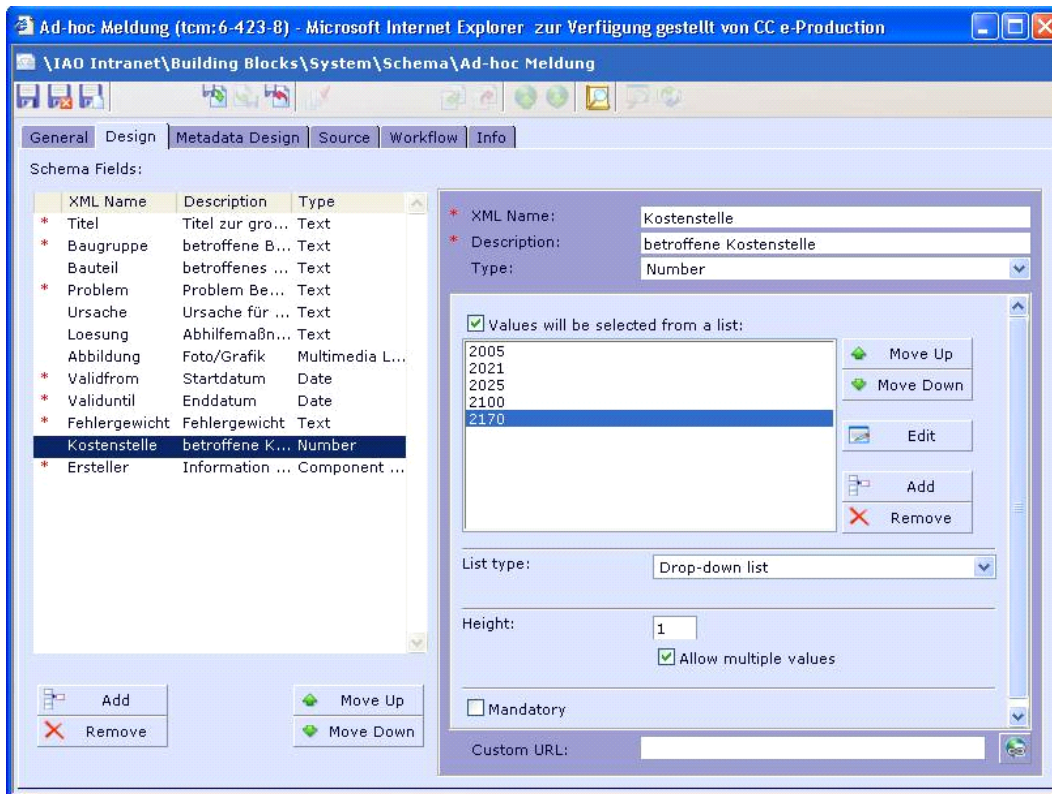 Ad-hoc Meldung (tcm:6-423-8) - Microsoft Internet Explorer zur Verfügung gestellt von CC e-Production
\IAO Intranet\Building Blocks\System\Schema\Ad-hoc Meldung
General Design Metadata Design Source Workflow Info
Schema Fields:
XML Name Description Type
* Titel Titel zur gro... Text
* Baugruppe betroffene B... Text
Bauteil betroffenes ... Text
* Problem Problem Be... Text
Ursache Ursache für ... Text
Loesung Abhilfemaßn... Text
Abbildung Foto/Grafik Multimedia L...
* Validfrom Startdatum Date
* Validuntil Enddatum Date
* Fehlergewicht Fehlergewicht Text
Kostenstelle betroffene K... Number
* Ersteller Information ... Component ...
Add Move Up
Remove Move Down
* XML Name: Kostenstelle
* Description: betroffene Kostenstelle
Type: Number
Values will be selected from a list:
2005
2021
2025
2100
2170
Move Up
Move Down
Edit
Add
Remove
List type: Drop-down list
Height: 1
Allow multiple values
Mandatory
Custom URL: